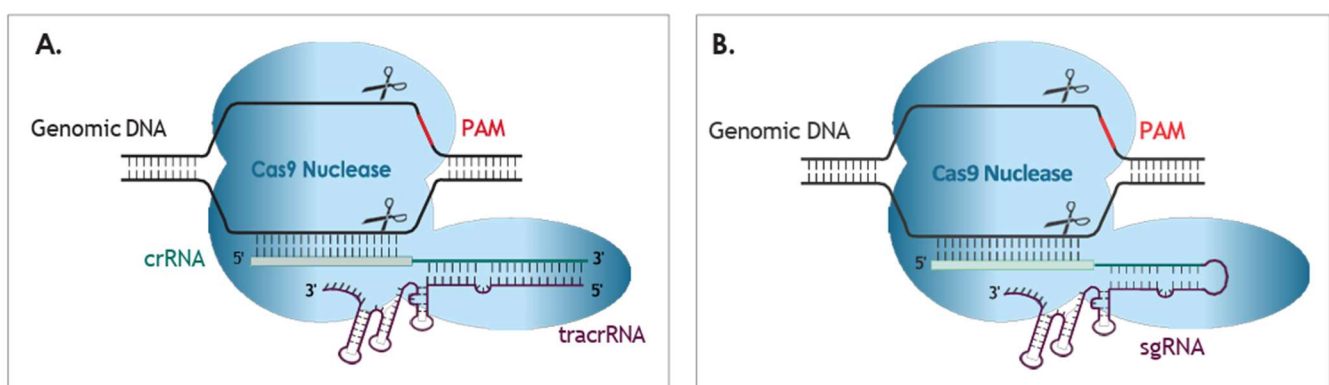 A.
Genomic DNA
PAM
Cas9 Nuclease
crRNA
5'
3'
3'
5'
tracrRNA
B.
Genomic DNA
PAM
Cas9 Nuclease
5'
3'
sgRNA